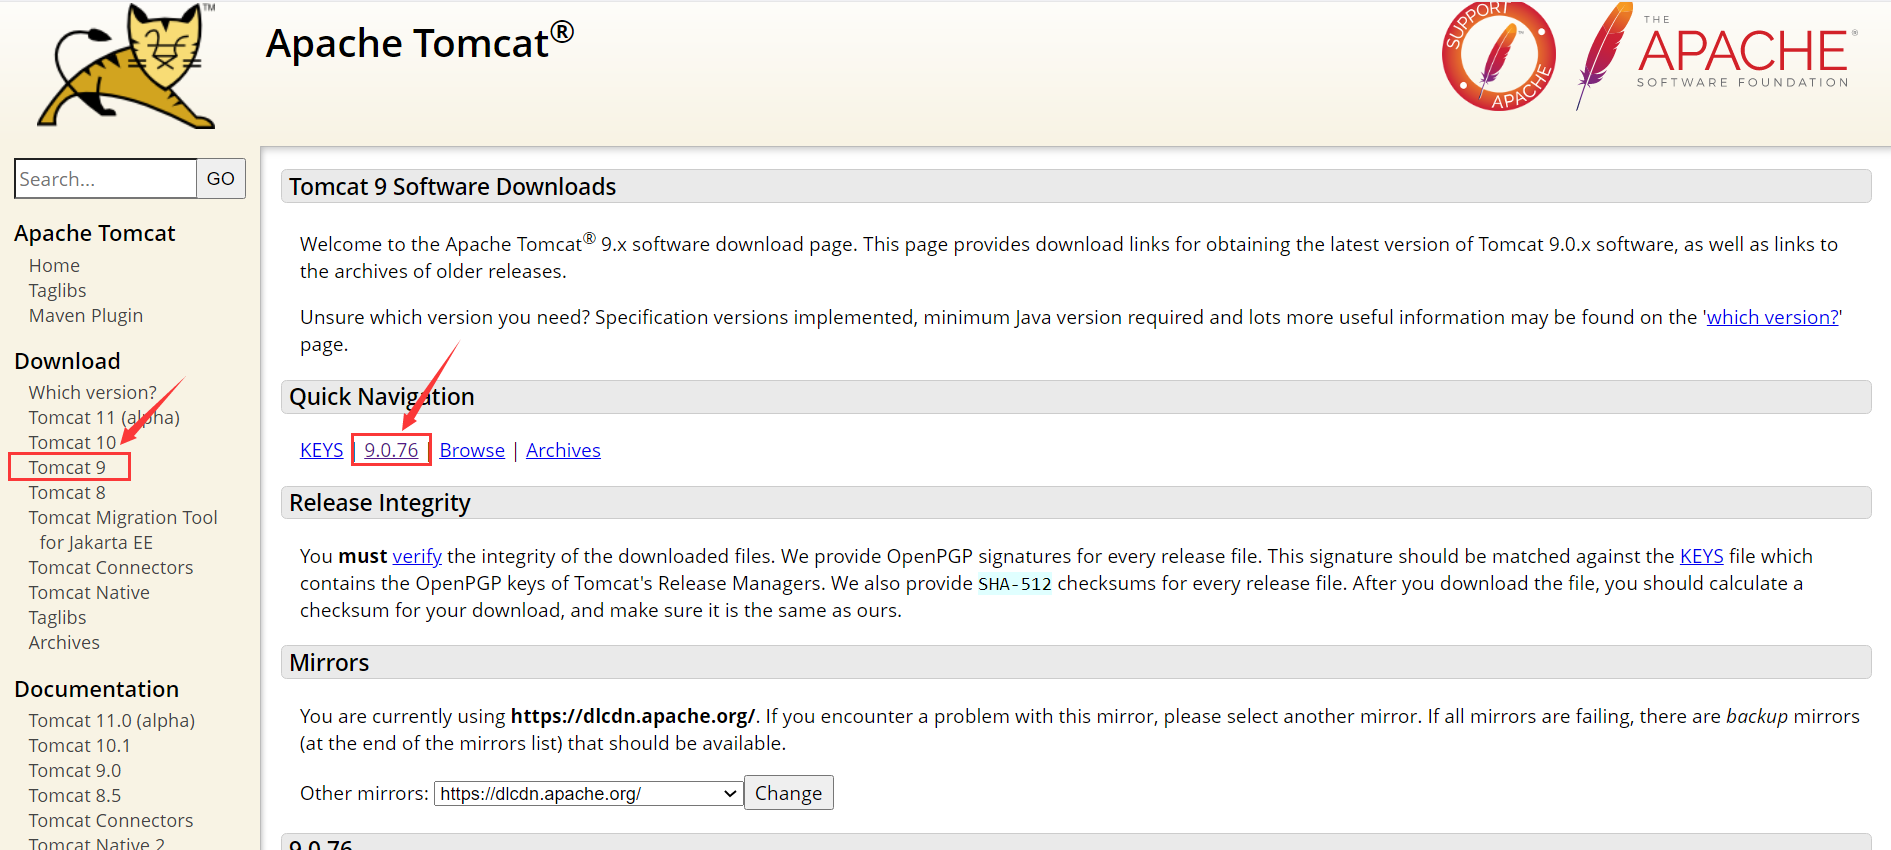 TM
Apache Tomcat®
SUPPORT
APACHE
THE
APACHE®
SOFTWARE FOUNDATION
Search...
GO
Apache Tomcat
Home
Taglibs
Maven Plugin
Download
Which version?
Tomcat 11 (alpha)
Tomcat 10
Tomcat 9
Tomcat 8
Tomcat Migration Tool
for Jakarta EE
Tomcat Connectors
Tomcat Native
Taglibs
Archives
Documentation
Tomcat 11.0 (alpha)
Tomcat 10.1
Tomcat 9.0
Tomcat 8.5
Tomcat Connectors
Tomcat Native 2
Tomcat 9 Software Downloads
Welcome to the Apache Tomcat® 9.x software download page. This page provides download links for obtaining the latest version of Tomcat 9.0.x software, as well as links to
the archives of older releases.
Unsure which version you need? Specification versions implemented, minimum Java version required and lots more useful information may be found on the 'which version?'
page.
Quick Navigation
KEYS | 9.0.76 | Browse | Archives
Release Integrity
You must verify the integrity of the downloaded files. We provide OpenPGP signatures for every release file. This signature should be matched against the KEYS file which
contains the OpenPGP keys of Tomcat's Release Managers. We also provide SHA-512 checksums for every release file. After you download the file, you should calculate a
checksum for your download, and make sure it is the same as ours.
Mirrors
You are currently using https://dlcdn.apache.org/. If you encounter a problem with this mirror, please select another mirror. If all mirrors are failing, there are backup mirrors
(at the end of the mirrors list) that should be available.
Other mirrors: https://dlcdn.apache.org/ Change
9.0.76